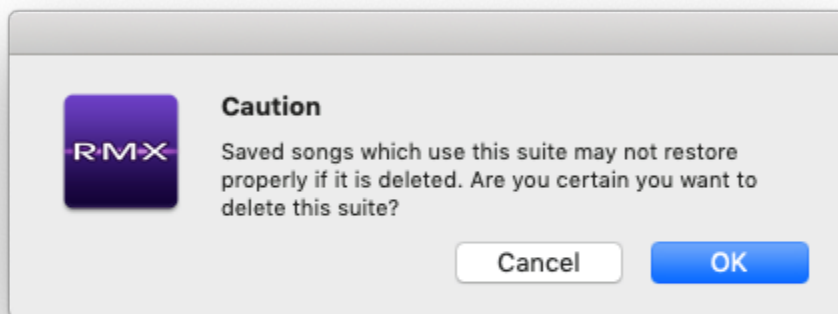 RMX
Caution
Saved songs which use this suite may not restore
properly if it is deleted. Are you certain you want to
delete this suite?
Cancel OK